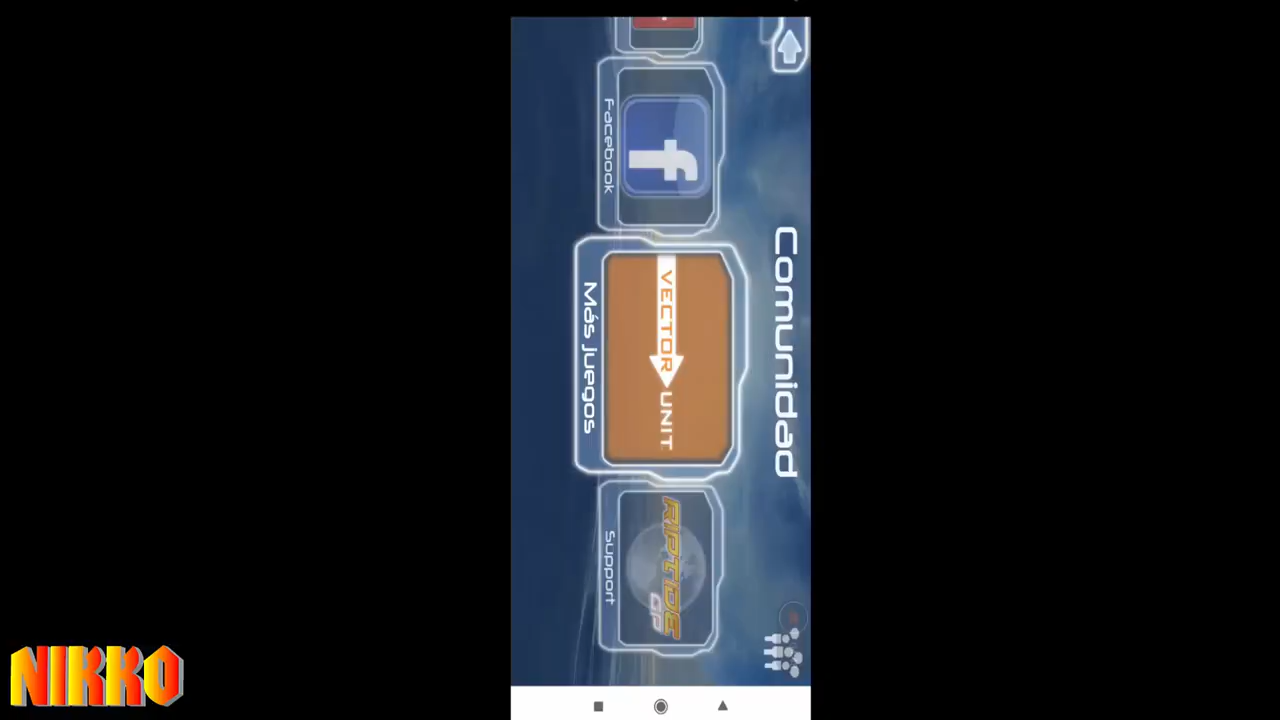 Comunidad
Facebook
VECTOR UNIT
Más juegos
RIPTIDE GP
Support
NIKKO